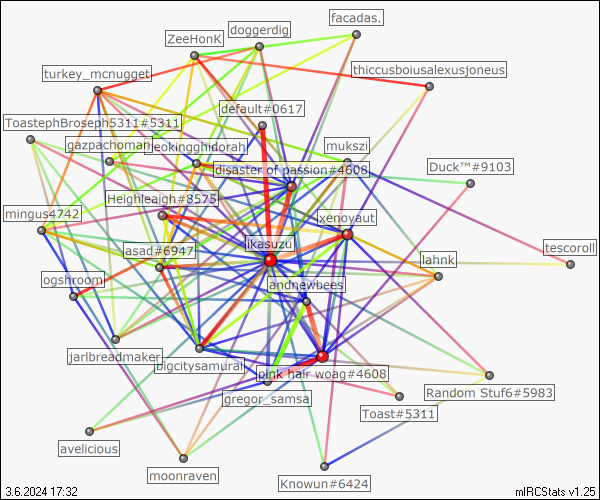 facadas.
doggerdig
ZeeHonK
thiccusboiusalexusjoneus
turkey_mcnugget
default#0617
ToastephBroseph5311#5311
gazpachoman
leokingghidorah
mukszi
disaster of passion#4608
Duck™#9103
Heighleaigh#8575
mingus4742
xenoyaut
likasuzu
asad#6947
tescoroll
lahnk
ogshroom
andnewbees
jarlbreadmaker
bigcitysamurai
pink hair woag#4608
Random Stuf6#5983
gregor_samsa
Toast#5311
avelicious
moonraven
Knowun#6424
3.6.2024 17:32
mIRCStats v1.25